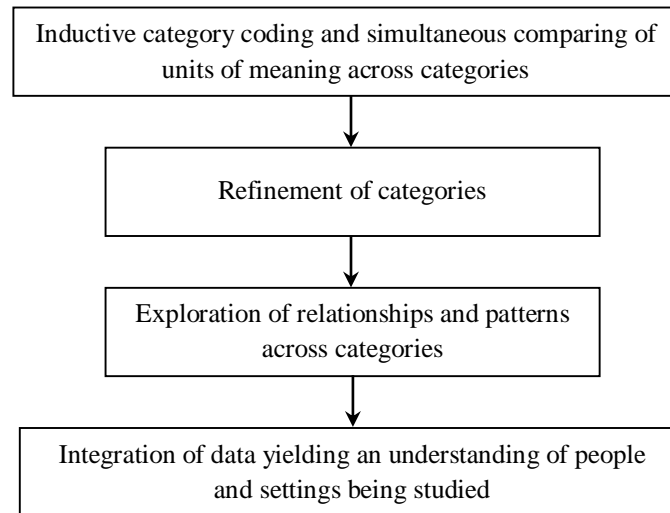 Inductive category coding and simultaneous comparing of
units of meaning across categories
Refinement of categories
Exploration of relationships and patterns
across categories
Integration of data yielding an understanding of people
and settings being studied